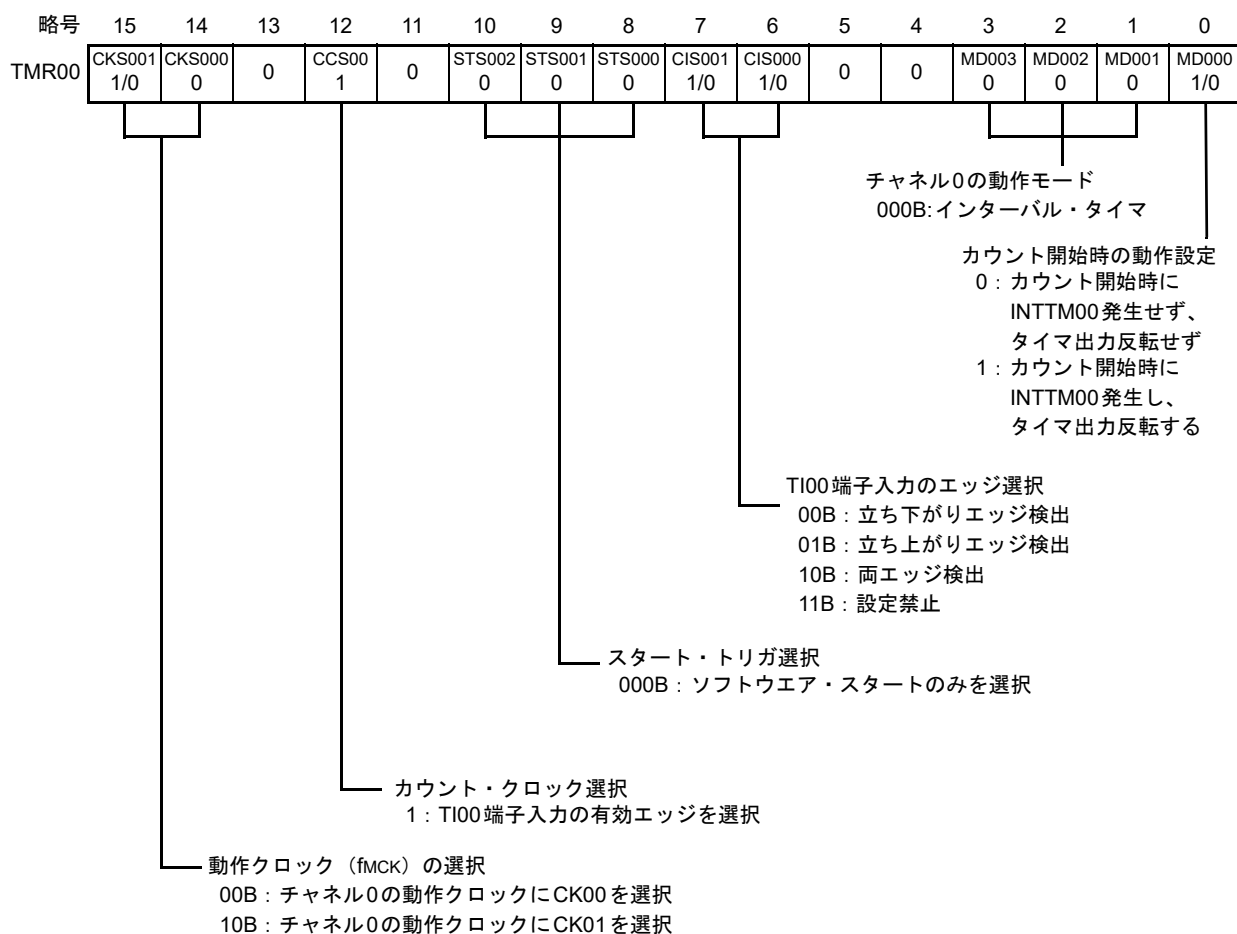 略号 15 14 13 12 11 10 9 8 7 6 5 4 3 2 1 0
TMR00 CKS001 CKS000 0 CCS00 0 STS002 STS001 STS000 CIS001 CIS000 0 0 MD003 MD002 MD001 MD000
1/0 0 1 0 0 0 1/0 1/0 0 0 0 1/0
チャネル0の動作モード
000B:インターバル・タイマ
カウント開始時の動作設定
0：カウント開始時に
INTTM00発生せず、
タイマ出力反転せず
1：カウント開始時に
INTTM00発生し、
タイマ出力反転する
TI00端子入力のエッジ選択
00B：立ち下がりエッジ検出
01B：立ち上がりエッジ検出
10B：両エッジ検出
11B：設定禁止
スタート・トリガ選択
000B：ソフトウエア・スタートのみを選択
カウント・クロック選択
1：TI00端子入力の有効エッジを選択
動作クロック（fMCK）の選択
00B：チャネル0の動作クロックにCK00を選択
10B：チャネル0の動作クロックにCK01を選択